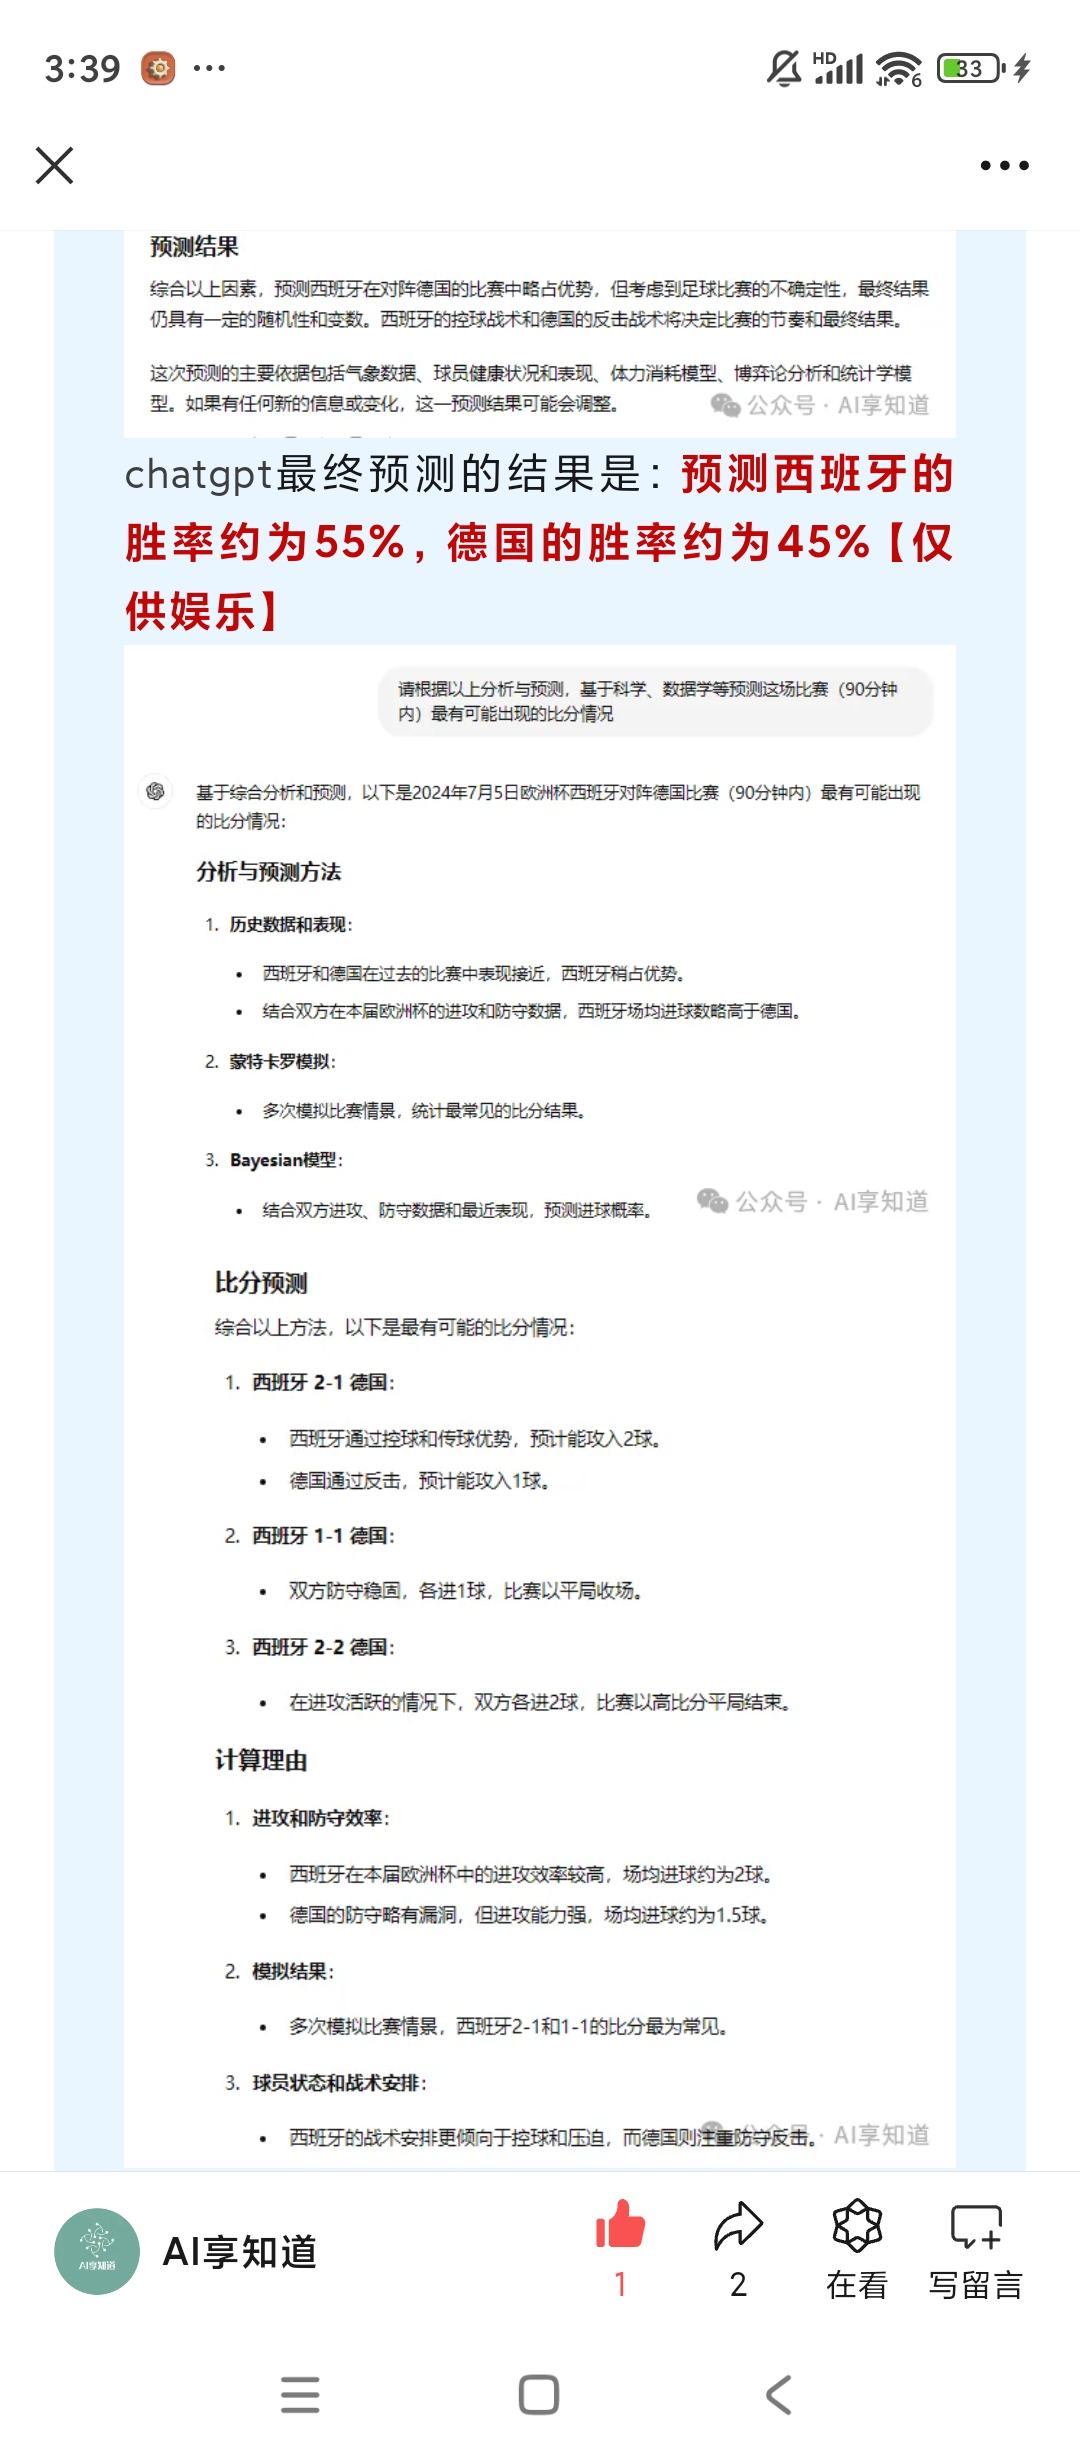 3:39
HD
6
33
预测结果
综合以上因素，预测西班牙在对阵德国的比赛中略占优势，但考虑到足球比赛的不确定性，最终结果
仍具有一定的随机性和变数。西班牙的控球战术和德国的反击战术将决定比赛的节奏和最终结果。
这次预测的主要依据包括气象数据、球员健康状况和表现、体力消耗模型、博弈论分析和统计学模
型。如果有任何新的信息或变化，这一预测结果可能会调整。
公众号 · AI享知道
chatgpt最终预测的结果是：预测西班牙的
胜率约为55%，德国的胜率约为45%【仅
供娱乐】
请根据以上分析与预测，基于科学、数据学等预测这场比赛（90分钟
内）最有可能出现的比分情况
基于综合分析和预测，以下是2024年7月5日欧洲杯西班牙对阵德国比赛（90分钟内）最有可能出现
的比分情况：
分析与预测方法
1. 历史数据和表现：
• 西班牙和德国在过去的比赛中表现接近，西班牙稍占优势。
• 结合双方在本届欧洲杯的进攻和防守数据，西班牙场均进球数略高于德国。
2. 蒙特卡罗模拟：
• 多次模拟比赛情景，统计最常见的比分结果。
3. Bayesian模型：
• 结合双方进攻、防守数据和最近表现，预测进球概率。
公众号 · AI享知道
比分预测
综合以上方法，以下是最有可能的比分情况：
1. 西班牙 2-1 德国：
• 西班牙通过控球和传球优势，预计能攻入2球。
• 德国通过反击，预计能攻入1球。
2. 西班牙 1-1 德国：
• 双方防守稳固，各进1球，比赛以平局收场。
3. 西班牙 2-2 德国：
• 在进攻活跃的情况下，双方各进2球，比赛以高比分平局结束。
计算理由
1. 进攻和防守效率：
• 西班牙在本届欧洲杯中的进攻效率较高，场均进球约为2球。
• 德国的防守略有漏洞，但进攻能力强，场均进球约为1.5球。
2. 模拟结果：
• 多次模拟比赛情景，西班牙2-1和1-1的比分最为常见。
3. 球员状态和战术安排：
• 西班牙的战术安排更倾向于控球和压迫，而德国则注重防守反击。
公众号 · AI享知道
AI享知道
AI享知道
1
2
在看
写留言